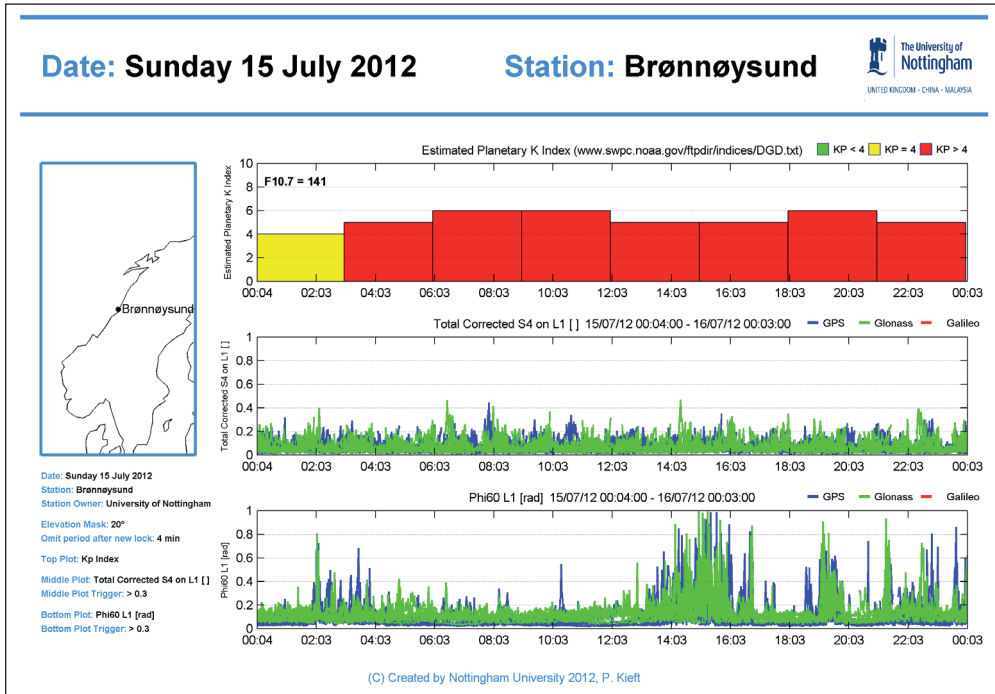 Date: Sunday 15 July 2012
Station: Brønnøysund
The University of
Nottingham
UNITED KINGDOM · CHINA · MALAYSIA
Brønnøysund
Date: Sunday 15 July 2012
Station: Brønnøysund
Station Owner: University of Nottingham
Elevation Mask: 20º
Omit period after new lock: 4 min
Top Plot: Kp Index
Middle Plot: Total Corrected S4 on L1 [ ]
Middle Plot Trigger: > 0.3
Bottom Plot: Phi60 L1 [rad]
Bottom Plot Trigger: > 0.3
Estimated Planetary K Index (www.swpc.noaa.gov/ftpdir/indices/DGD.txt)
KP < 4 KP = 4 KP > 4
Estimated Planetary K Index
F10.7 = 141
10
8
6
4
2
0
00:04 02:03 04:03 06:03 08:03 10:03 12:03 14:03 16:03 18:03 20:03 22:03 00:03
Total Corrected S4 on L1 [ ] 15/07/12 00:04:00 - 16/07/12 00:03:00
GPS Glonass Galileo
Total Corrected S4 on L1 [ ]
1
0.8
0.6
0.4
0.2
0
00:04 02:03 04:03 06:03 08:03 10:03 12:03 14:03 16:03 18:03 20:03 22:03 00:03
Phi60 L1 [rad] 15/07/12 00:04:00 - 16/07/12 00:03:00
GPS Glonass Galileo
Phi60 L1 [rad]
1
0.8
0.6
0.4
0.2
0
00:04 02:03 04:03 06:03 08:03 10:03 12:03 14:03 16:03 18:03 20:03 22:03 00:03
(C) Created by Nottingham University 2012, P. Kieft